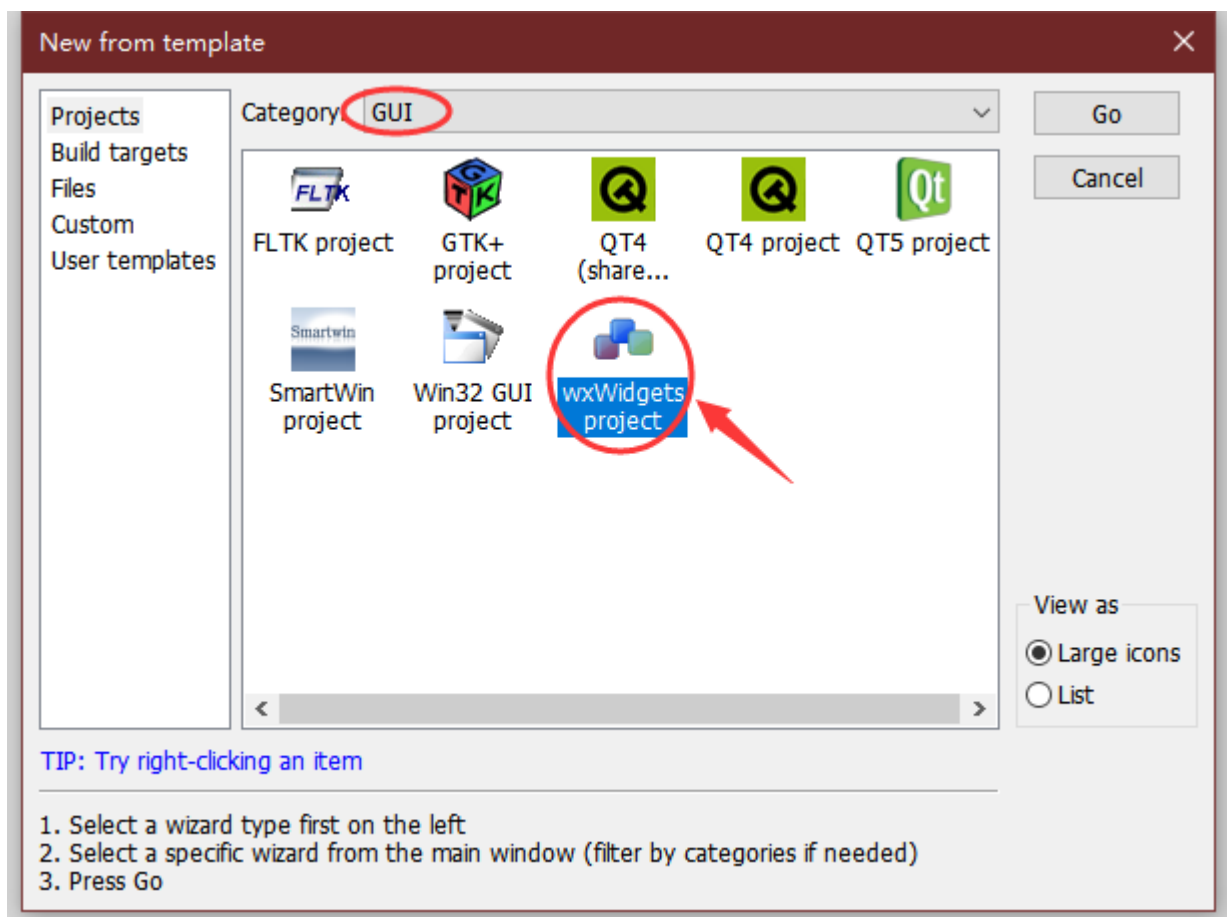 New from template
Projects
Build targets
Files
Custom
User templates
Category: GUI
Go
Cancel
FLTK
FLTK project
GTK
GTK+
project
QT4
(share...
QT4 project
Qt
QT5 project
Smartwin
SmartWin
project
Win32 GUI
project
wxWidgets
project
View as
Large icons
List
TIP: Try right-clicking an item
1. Select a wizard type first on the left
2. Select a specific wizard from the main window (filter by categories if needed)
3. Press Go